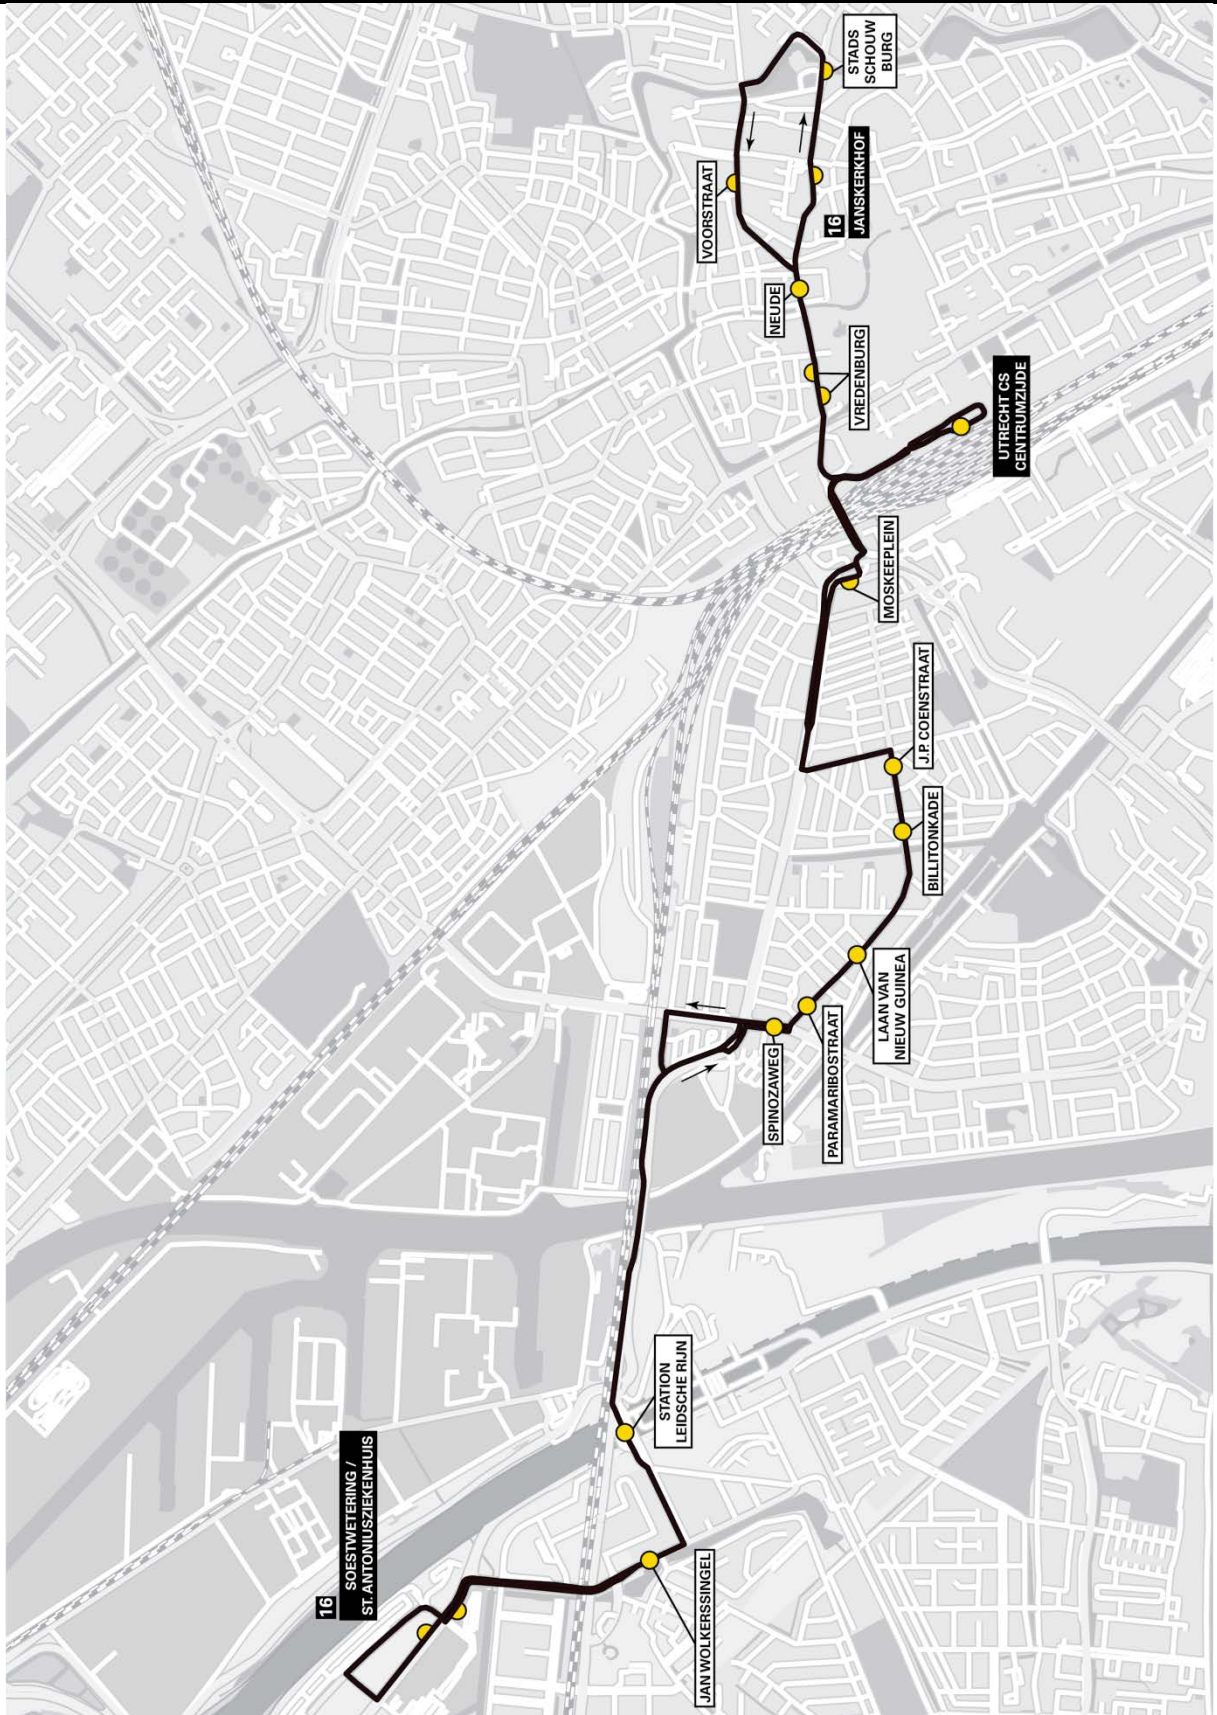 16
SOESTWETERING /
ST. ANTONIUSZIEKENHUIS
JAN WOLKERSSINGEL
STATION
LEIDSCHE RIJN
SPINOZAWEG
PARAMARIBOSTRAAT
LAAN VAN
NIEUW GUINEA
BILLITONKADE
J.P. COENSTRAAT
MOSKEEPLEIN
UTRECHT CS
CENTRUMZIJDE
VREDENBURG
NEUDE
VOORSTRAAT
16
JANSKERKHOF
STADS
SCHOUW
BURG